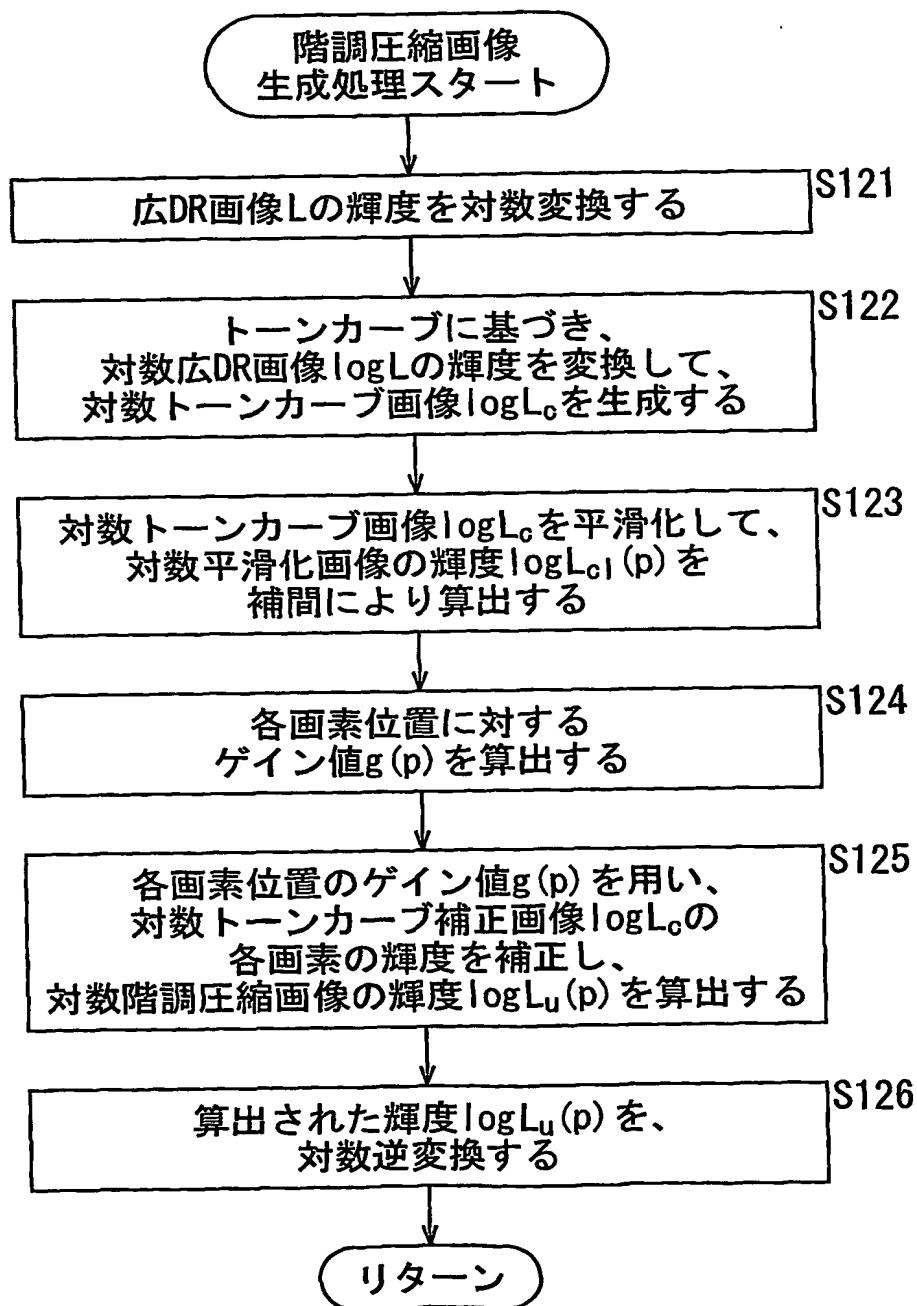 階調圧縮画像
生成処理スタート
S121
広DR画像Lの輝度を対数変換する
S122
トーンカーブに基づき、
対数広DR画像logLの輝度を変換して、
対数トーンカーブ画像logLcを生成する
S123
対数トーンカーブ画像logLcを平滑化して、
対数平滑化画像の輝度logLcl(p)を
補間により算出する
S124
各画素位置に対する
ゲイン値g(p)を算出する
S125
各画素位置のゲイン値g(p)を用い、
対数トーンカーブ補正画像logLcの
各画素の輝度を補正し、
対数階調圧縮画像の輝度logLu(p)を算出する
S126
算出された輝度logLu(p)を、
対数逆変換する
リターン